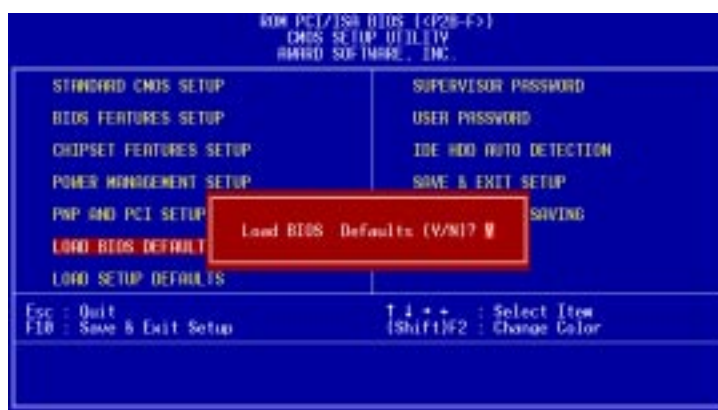 ROM PCI/ISA BIOS (<P2B-F>)
CMOS SETUP UTILITY
AWARD SOFTWARE, INC.
STANDARD CMOS SETUP
BIOS FEATURES SETUP
CHIPSET FEATURES SETUP
POWER MANAGEMENT SETUP
PNP AND PCI SETUP
LOAD BIOS DEFAULT
LOAD SETUP DEFAULTS
SUPERVISOR PASSWORD
USER PASSWORD
IDE HDD AUTO DETECTION
SAVE & EXIT SETUP
SAVING
Load BIOS Defaults (Y/N)? Y
Esc : Quit
F10 : Save & Exit Setup
↑ ↓ → ← : Select Item
(Shift)F2 : Change Color